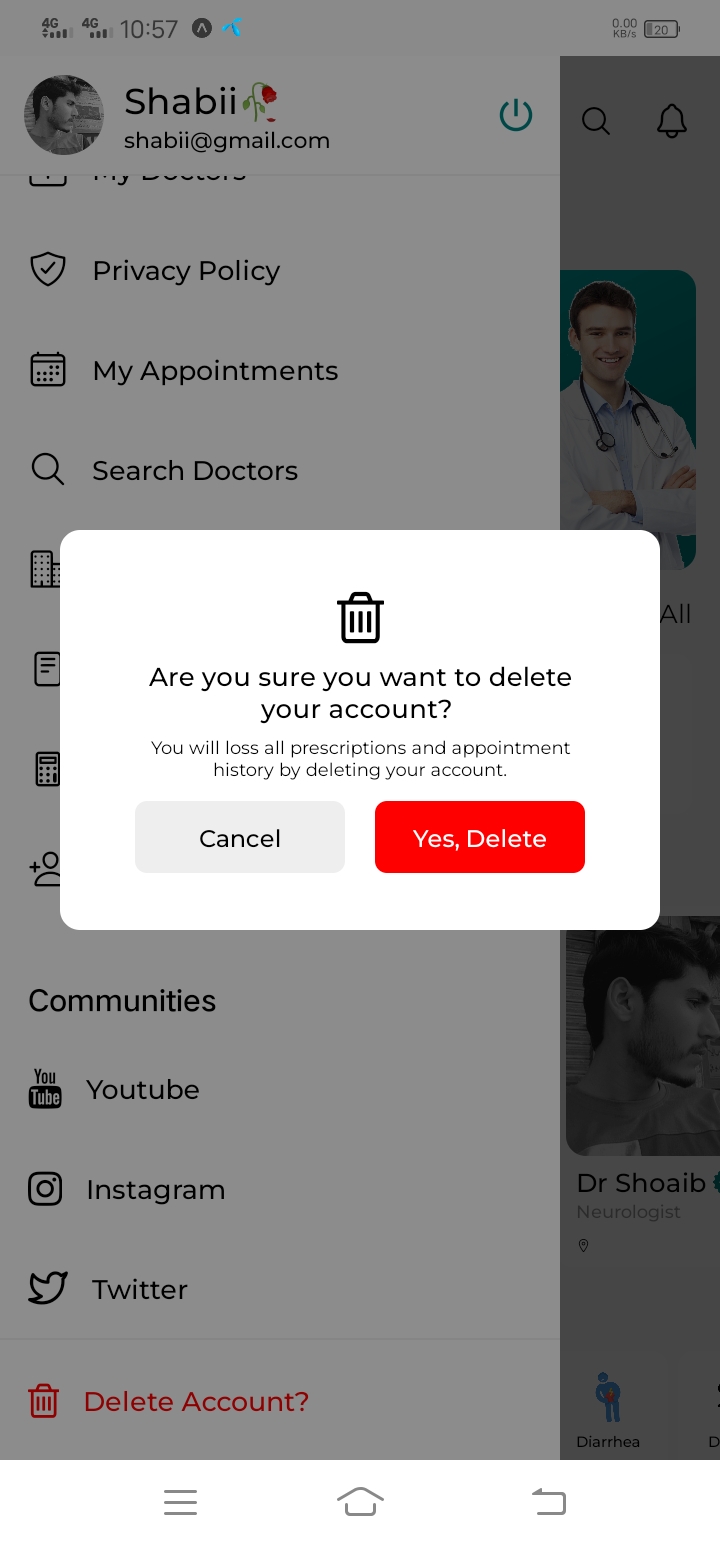 4G 4G 10:57 0.00 KB/s 20
Shabii🥀
shabii@gmail.com
My Doctors
Privacy Policy
My Appointments
Search Doctors
All
Are you sure you want to delete
your account?
You will loss all prescriptions and appointment
history by deleting your account.
Cancel Yes, Delete
Communities
You Tube Youtube
Instagram
Twitter
Dr Shoaib
Neurologist
Delete Account?
Diarrhea
D